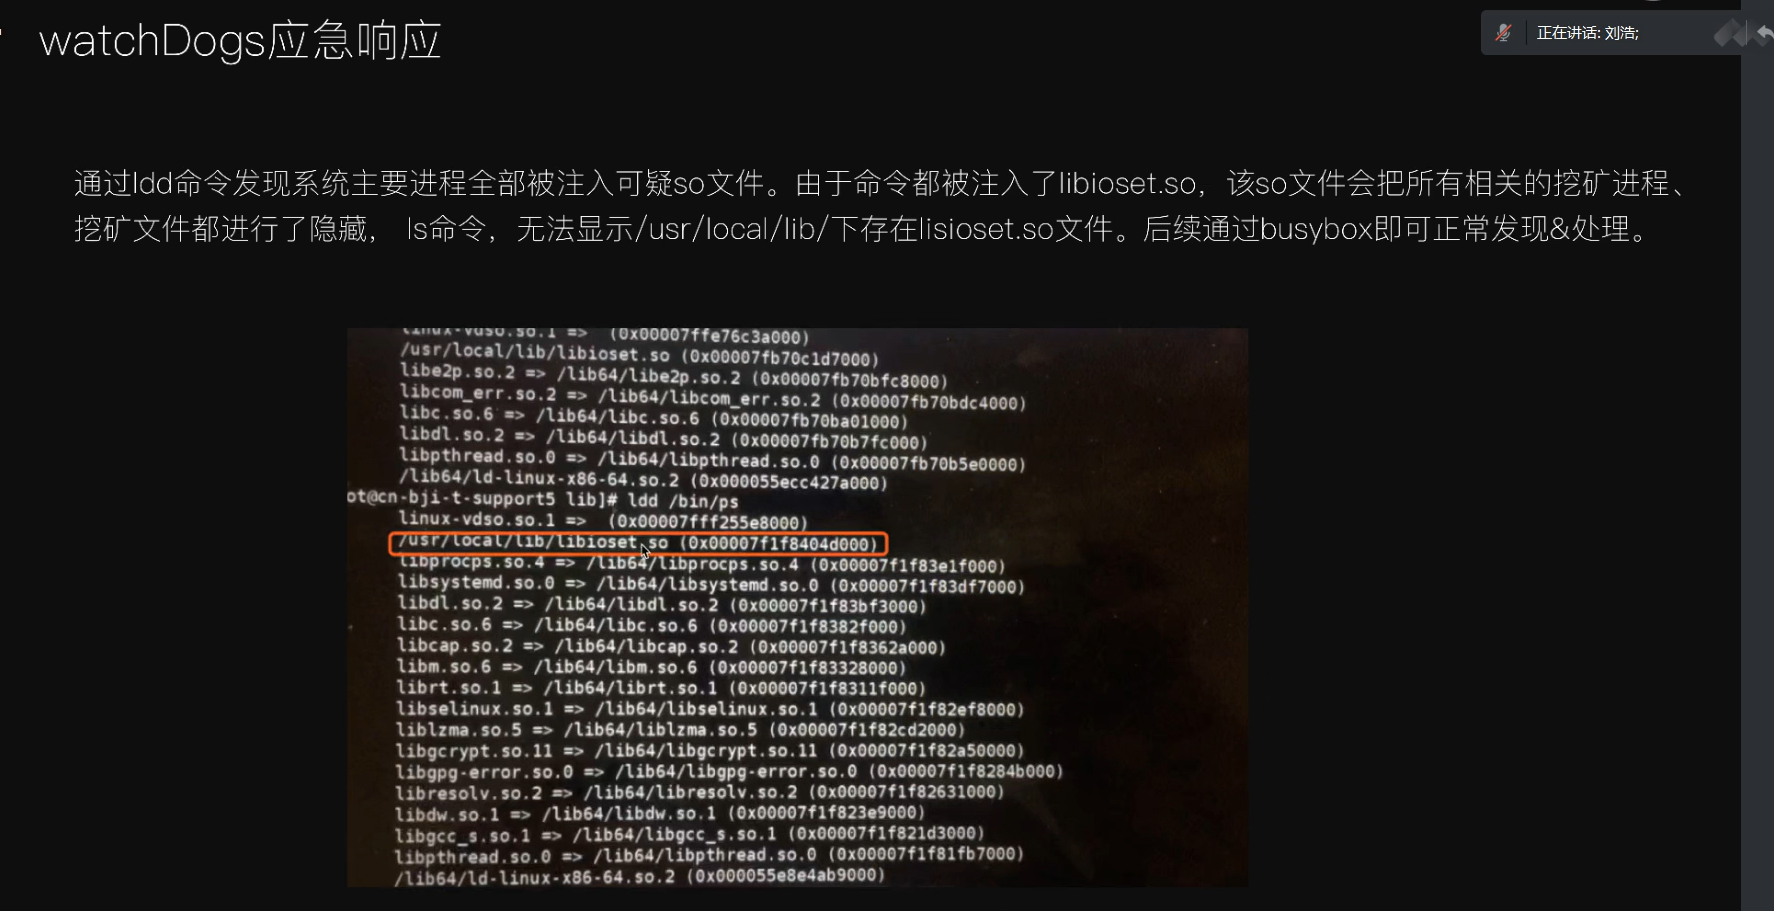 watchDogs应急响应
正在讲话: 刘浩;
通过ldd命令发现系统主要进程全部被注入可疑so文件。由于命令都被注入了libioset.so，该so文件会把所有相关的挖矿进程、
挖矿文件都进行了隐藏， ls命令，无法显示/usr/local/lib/下存在lisioset.so文件。后续通过busybox即可正常发现&处理。
linux-vdso.so.1 => (0x00007ffe76c3a000)
/usr/local/lib/libioset.so (0x00007fb70c1d7000)
libe2p.so.2 => /lib64/libe2p.so.2 (0x00007fb70bfc8000)
libcom_err.so.2 => /lib64/libcom_err.so.2 (0x00007fb70bdc4000)
libc.so.6 => /lib64/libc.so.6 (0x00007fb70ba01000)
libdl.so.2 => /lib64/libdl.so.2 (0x00007fb70b7fc000)
libpthread.so.0 => /lib64/libpthread.so.0 (0x00007fb70b5e0000)
/lib64/ld-linux-x86-64.so.2 (0x000055ecc427a000)
ot@cn-bji-t-support5 lib]# ldd /bin/ps
linux-vdso.so.1 => (0x00007fff255e8000)
/usr/local/lib/libioset.so (0x00007f1f8404d000)
libprocps.so.4 => /lib64/libprocps.so.4 (0x00007f1f83e1f000)
libsystemd.so.0 => /lib64/libsystemd.so.0 (0x00007f1f83df7000)
libdl.so.2 => /lib64/libdl.so.2 (0x00007f1f83bf3000)
libc.so.6 => /lib64/libc.so.6 (0x00007f1f8382f000)
libcap.so.2 => /lib64/libcap.so.2 (0x00007f1f8362a000)
libm.so.6 => /lib64/libm.so.6 (0x00007f1f83328000)
librt.so.1 => /lib64/librt.so.1 (0x00007f1f8311f000)
libselinux.so.1 => /lib64/libselinux.so.1 (0x00007f1f82ef8000)
liblzma.so.5 => /lib64/liblzma.so.5 (0x00007f1f82cd2000)
libgcrypt.so.11 => /lib64/libgcrypt.so.11 (0x00007f1f82a50000)
libgpg-error.so.0 => /lib64/libgpg-error.so.0 (0x00007f1f8284b000)
libresolv.so.2 => /lib64/libresolv.so.2 (0x00007f1f82631000)
libdw.so.1 => /lib64/libdw.so.1 (0x00007f1f823e9000)
libgcc_s.so.1 => /lib64/libgcc_s.so.1 (0x00007f1f821d3000)
libpthread.so.0 => /lib64/libpthread.so.0 (0x00007f1f81fb7000)
/lib64/ld-linux-x86-64.so.2 (0x000055e8e4ab9000)